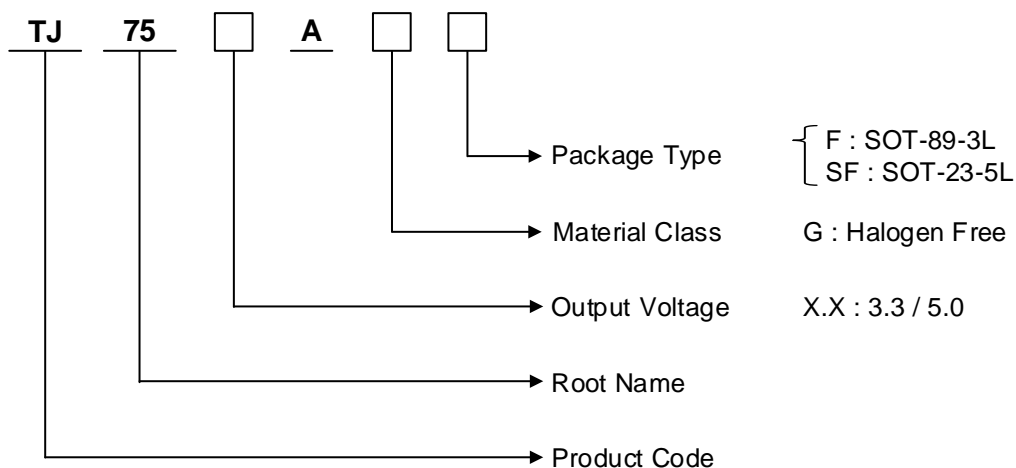 TJ 75 A
Package Type F : SOT-89-3L
SF : SOT-23-5L
Material Class G : Halogen Free
Output Voltage X.X : 3.3 / 5.0
Root Name
Product Code